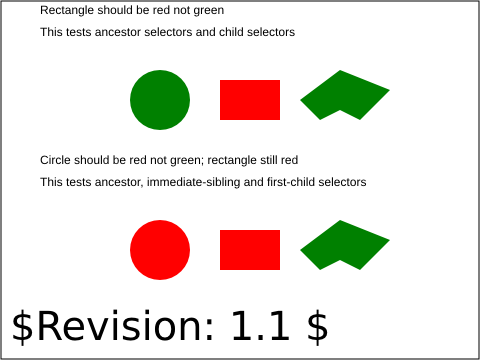 Rectangle should be red not green
This tests ancestor selectors and child selectors
Circle should be red not green; rectangle still red
This tests ancestor, immediate-sibling and first-child selectors
$Revision: 1.1 $